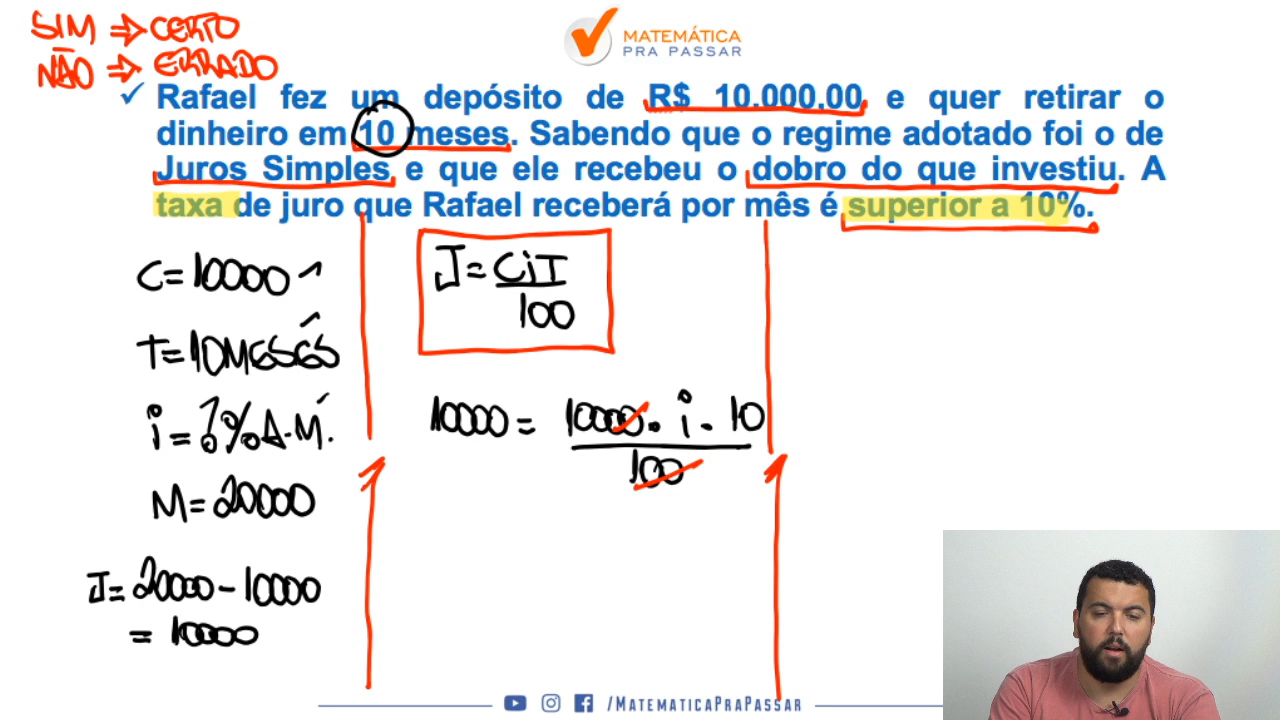 SIM ⇒ CERTO
NÃO ⇒ ERRADO
MATEMÁTICA
PRA PASSAR
✓ Rafael fez um depósito de R$ 10.000,00 e quer retirar o
dinheiro em 10 meses. Sabendo que o regime adotado foi o de
Juros Simples e que ele recebeu o dobro do que investiu. A
taxa de juro que Rafael receberá por mês é superior a 10%.
C=10000
T=10MESES
i=?%A.M.
M=20000
J=20000-10000
=10000
J=CiT
100
10000= 10000. i. 10
100
/MATEMATICAPRAPASSAR